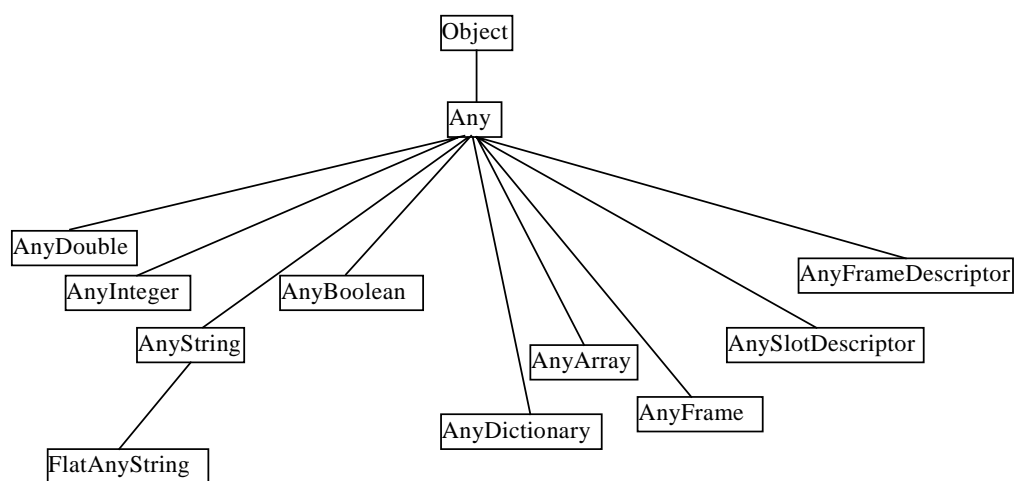 Object
Any
AnyDouble
AnyInteger
AnyBoolean
AnyFrameDescriptor
AnyString
AnySlotDescriptor
AnyArray
AnyFrame
AnyDictionary
FlatAnyString